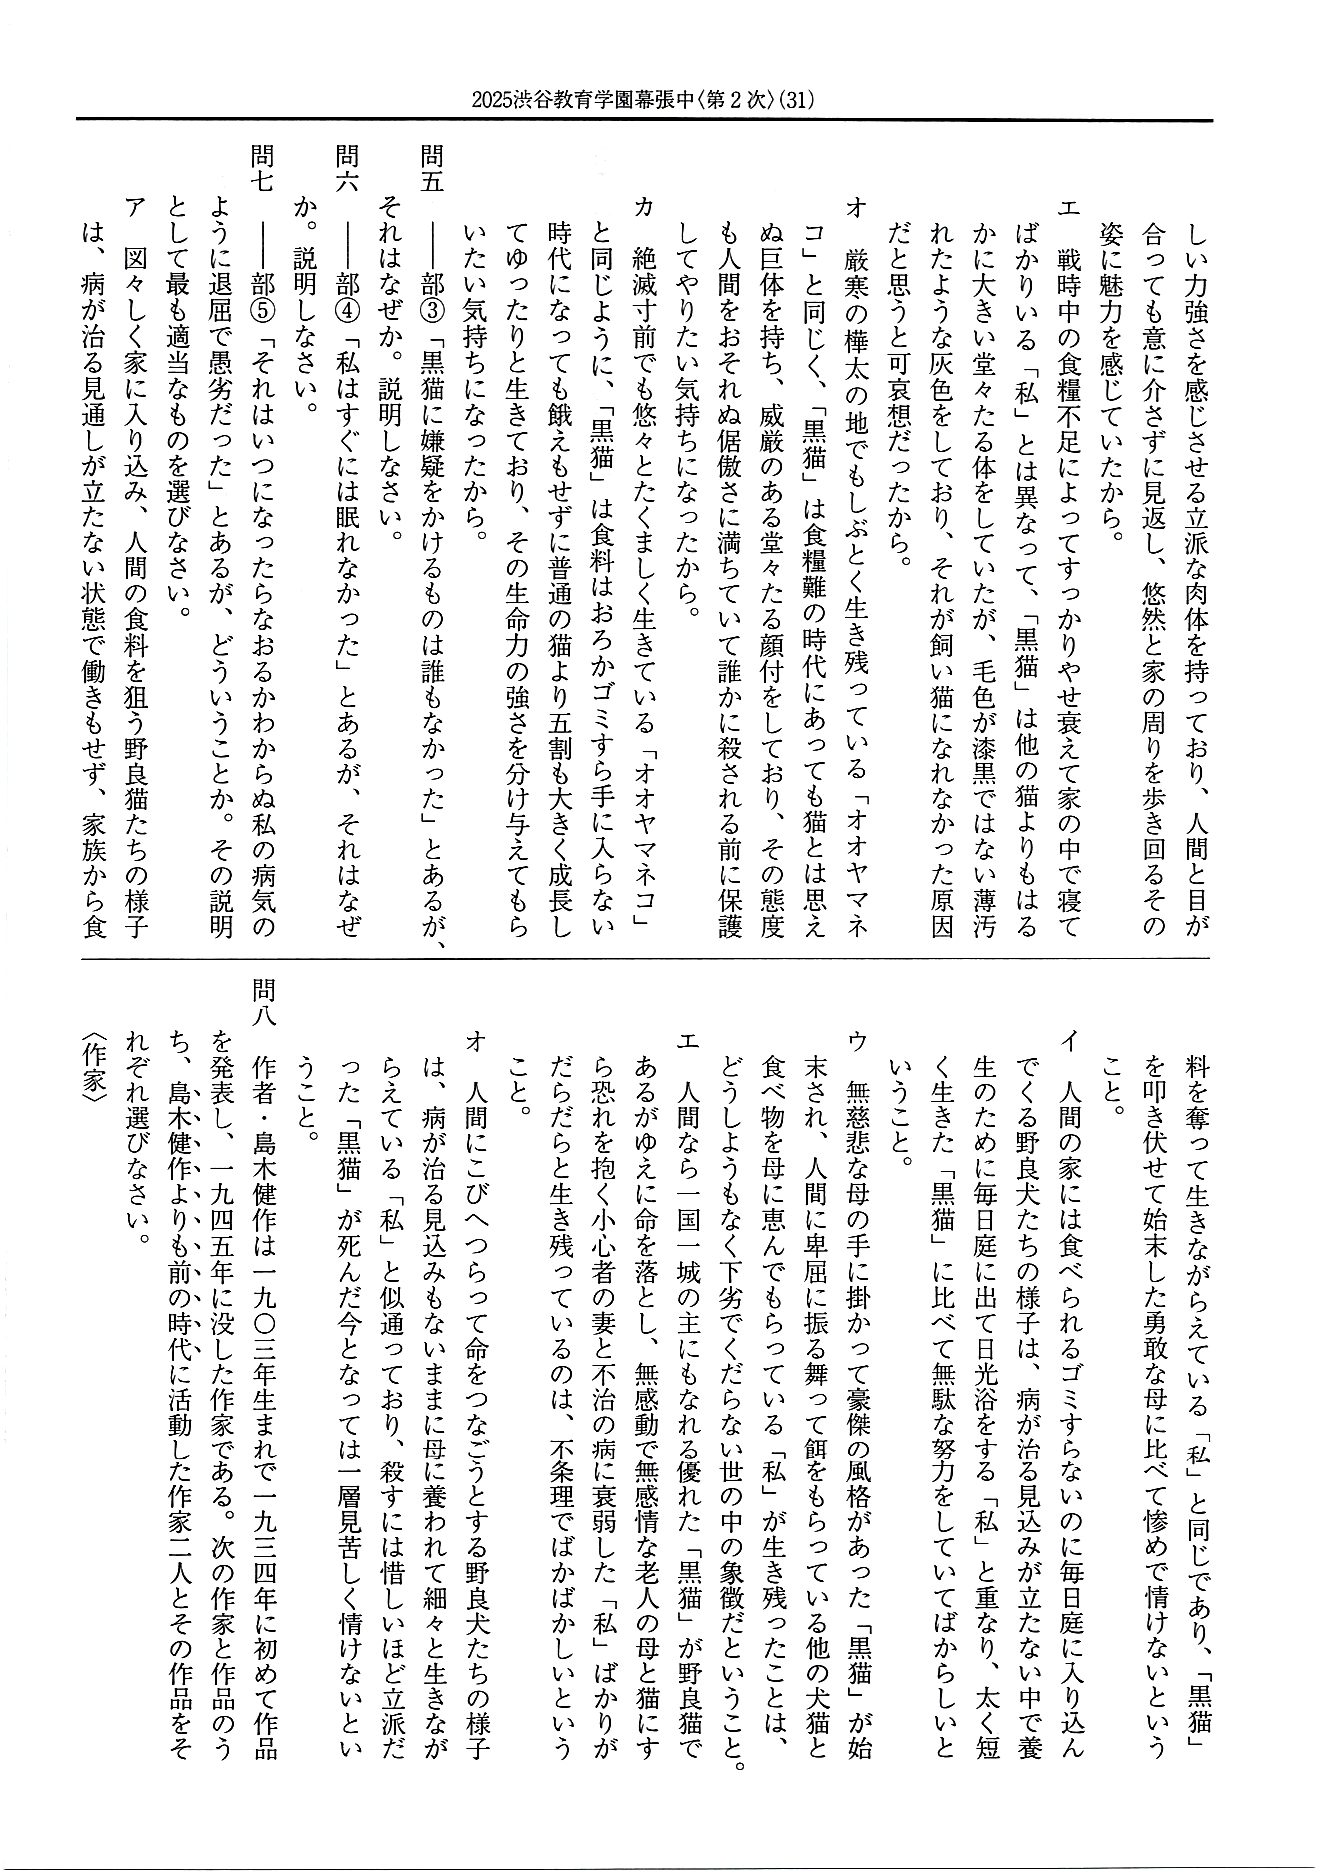 2025渋谷教育学園幕張中〈第2次〉(31)
しい力強さを感じさせる立派な肉体を持っており、人間と目が
合っても意に介さずに見返し、悠然と家の周りを歩き回るその
姿に魅力を感じていたから。
エ　戦時中の食糧不足によってすっかりやせ衰えて家の中で寝て
ばかりいる「私」とは異なって、「黒猫」は他の猫よりもはる
かに大きい堂々たる体をしていたが、毛色が漆黒ではない薄汚
れたような灰色をしており、それが飼い猫になれなかった原因
だと思うと可哀想だったから。
オ　厳寒の樺太の地でもしぶとく生き残っている「オオヤマネ
コ」と同じく、「黒猫」は食糧難の時代にあっても猫とは思え
ぬ巨体を持ち、威厳のある堂々たる顔付をしており、その態度
も人間をおそれぬ倨傲さに満ちていて誰かに殺される前に保護
してやりたい気持ちになったから。
カ　絶滅寸前でも悠々とたくましく生きている「オオヤマネコ」
と同じように、「黒猫」は食料はおろかゴミすら手に入らない
時代になっても餓えもせずに普通の猫より五割も大きく成長し
てゆったりと生きており、その生命力の強さを分け与えてもら
いたい気持ちになったから。
問五　――部③「黒猫に嫌疑をかけるものは誰もなかった」とあるが、
それはなぜか。説明しなさい。
問六　――部④「私はすぐには眠れなかった」とあるが、それはなぜ
か。説明しなさい。
問七　――部⑤「それはいつになったらなおるかわからぬ私の病気の
ように退屈で愚劣だった」とあるが、どういうことか。その説明
として最も適当なものを選びなさい。
ア　図々しく家に入り込み、人間の食料を狙う野良猫たちの様子
は、病が治る見通しが立たない状態で働きもせず、家族から食
料を奪って生きながらえている「私」と同じであり、「黒猫」
を叩き伏せて始末した勇敢な母に比べて惨めで情けないという
こと。
イ　人間の家には食べられるゴミすらないのに毎日庭に入り込ん
でくる野良犬たちの様子は、病が治る見込みが立たない中で養
生のために毎日庭に出て日光浴をする「私」と重なり、太く短
く生きた「黒猫」に比べて無駄な努力をしていてばからしいと
いうこと。
ウ　無慈悲な母の手に掛かって豪傑の風格があった「黒猫」が始
末され、人間に卑屈に振る舞って餌をもらっている他の犬猫と
食べ物を母に恵んでもらっている「私」が生き残ったことは、
どうしようもなく下劣でくだらない世の中の象徴だということ。
エ　人間なら一国一城の主にもなれる優れた「黒猫」が野良猫で
あるがゆえに命を落とし、無感動で無感情な老人の母と猫にす
ら恐れを抱く小心者の妻と不治の病に衰弱した「私」ばかりが
だらだらと生き残っているのは、不条理でばかばかしいという
こと。
オ　人間にこびへつらって命をつなごうとする野良犬たちの様子
は、病が治る見込みもないままに母に養われて細々と生きなが
らえている「私」と似通っており、殺すには惜しいほど立派だ
った「黒猫」が死んだ今となっては一層見苦しく情けないとい
うこと。
問八　作者・島木健作は一九〇三年生まれで一九三四年に初めて作品
を発表し、一九四五年に没した作家である。次の作家と作品のう
ち、島木健作よりも前の時代に活動した作家二人とその作品をそ
れぞれ選びなさい。
〈作家〉